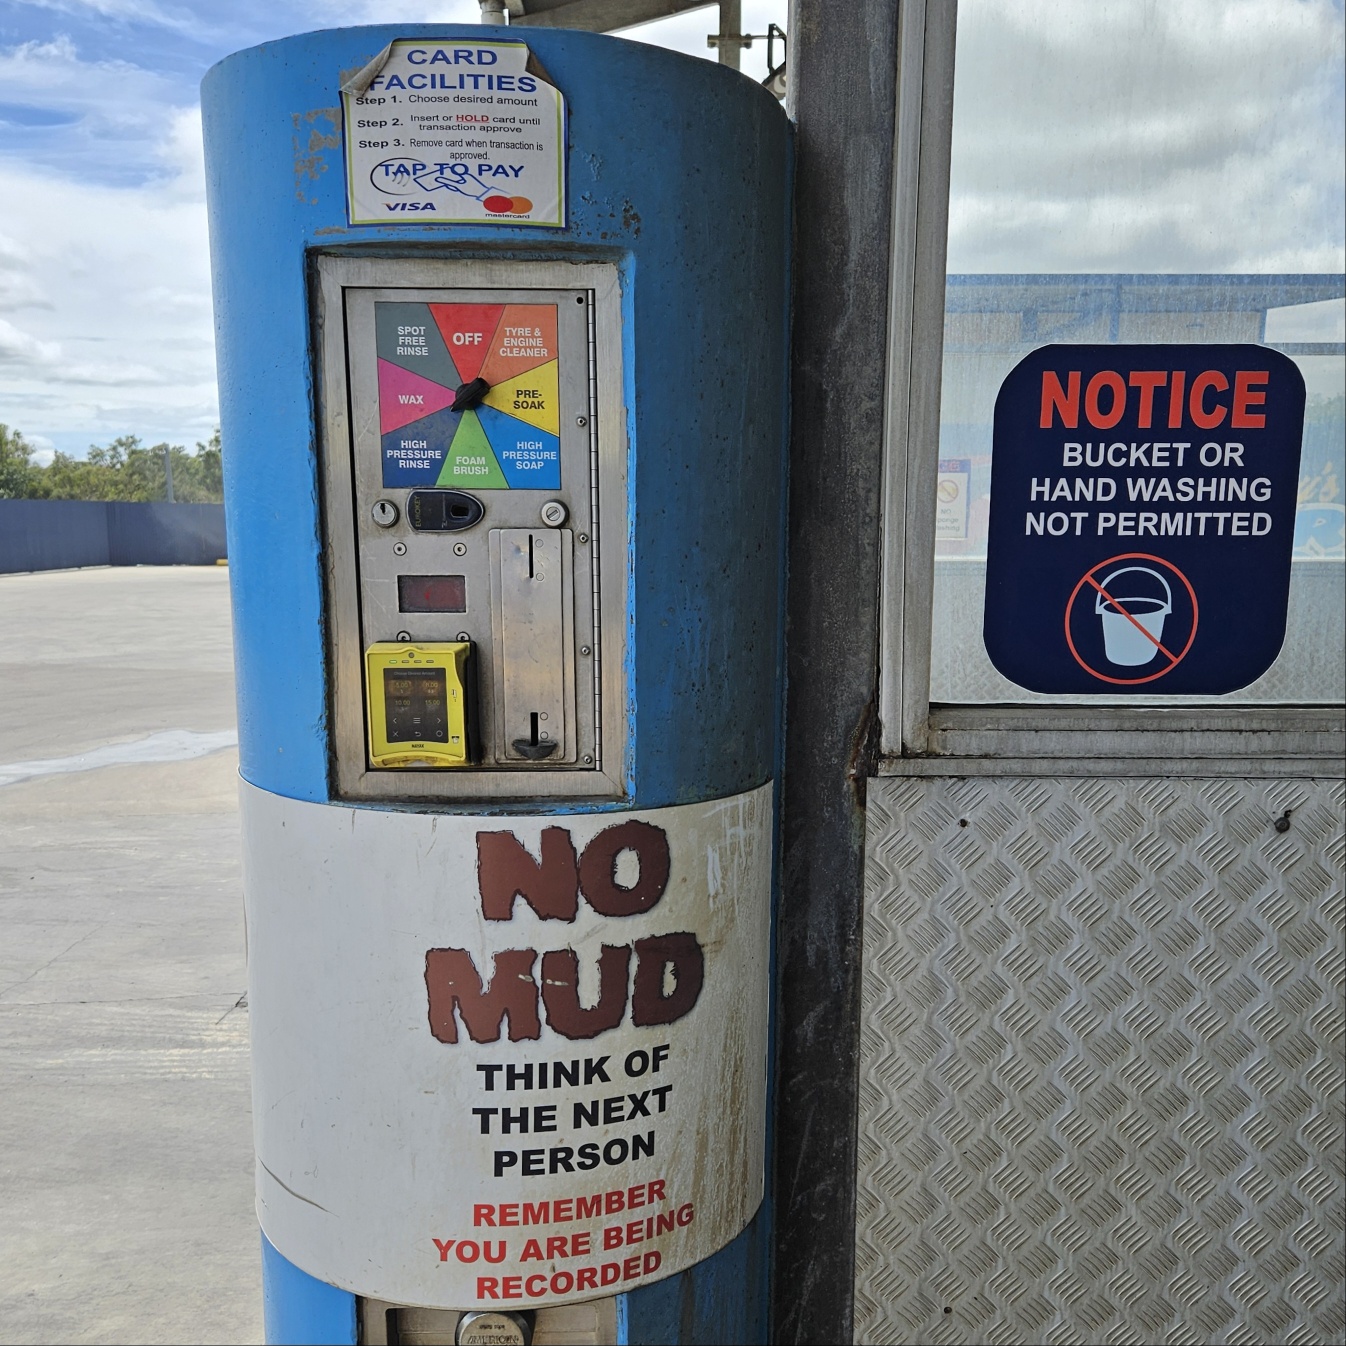 CARD
FACILITIES
Step 1. Choose desired amount
Step 2. Insert or HOLD card until
transaction approve
Step 3. Remove card when transaction is
approved.
TAP TO PAY
VISA
mastercard
SPOT
FREE
RINSE
OFF
TYRE &
ENGINE
CLEANER
WAX
PRE-
SOAK
HIGH
PRESSURE
RINSE
FOAM
BRUSH
HIGH
PRESSURE
SOAP
NO
MUD
THINK OF
THE NEXT
PERSON
REMEMBER
YOU ARE BEING
RECORDED
NOTICE
BUCKET OR
HAND WASHING
NOT PERMITTED